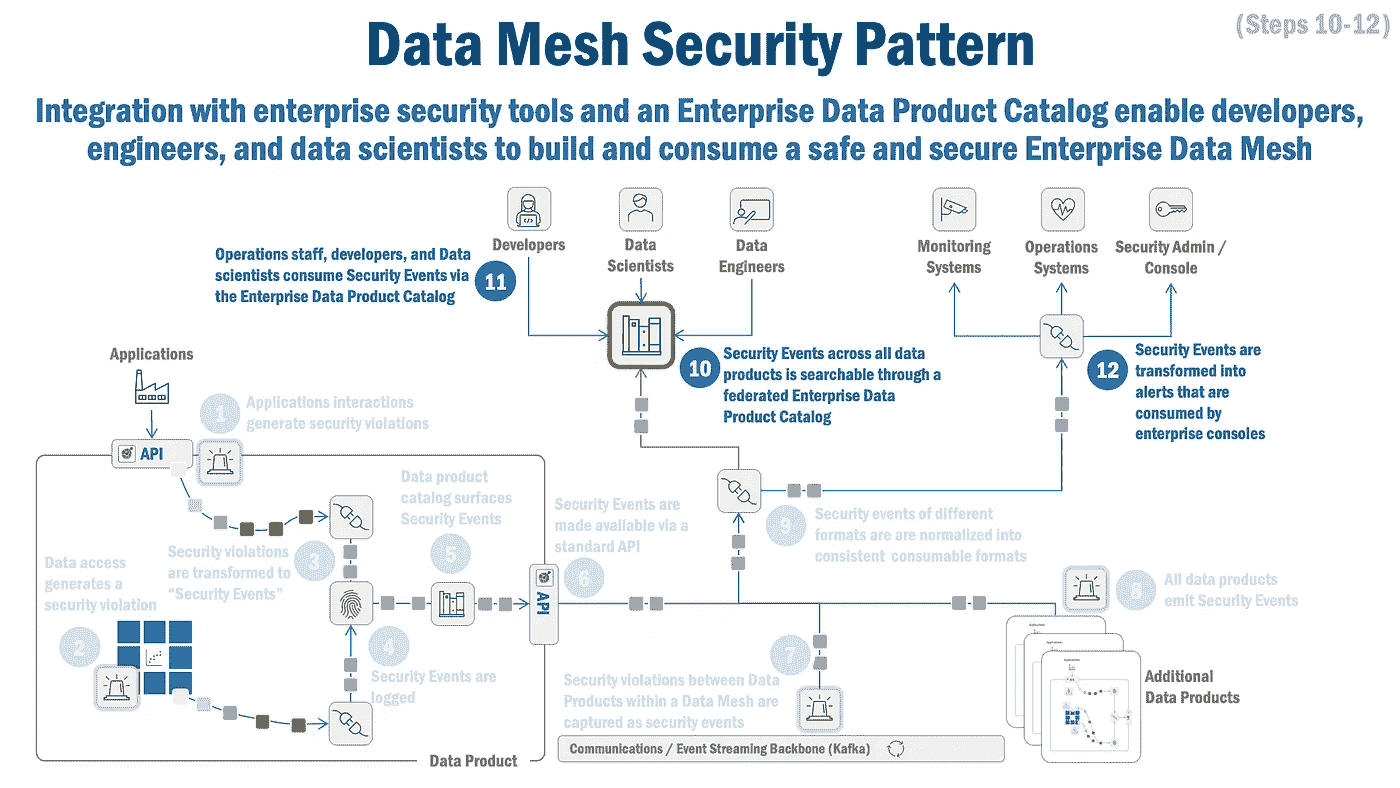 (Steps 10-12)
Data Mesh Security Pattern
Integration with enterprise security tools and an Enterprise Data Product Catalog enable developers,
engineers, and data scientists to build and consume a safe and secure Enterprise Data Mesh
Developers
Data
Scientists
Data
Engineers
Monitoring
Systems
Operations
Systems
Security Admin /
Console
Operations staff, developers, and Data
scientists consume Security Events via
the Enterprise Data Product Catalog
11
10
Security Events across all data
products is searchable through a
federated Enterprise Data
Product Catalog
12
Security Events are
transformed into
alerts that are
consumed by
enterprise consoles
Applications
1
Applications interactions
generate security violations
API
Data product
catalog surfaces
Security Events
5
Security violations
are transformed to
“Security Events”
3
Data access
generates a
security violation
2
4
Security Events are
logged
Data Product
Security Events are
made available via a
standard API
6
API
9
Security events of different
formats are are normalized into
consistent consumable formats
8
All data products
emit Security Events
7
Security violations between Data
Products within a Data Mesh are
captured as security events
Additional
Data Products
Communications / Event Streaming Backbone (Kafka)